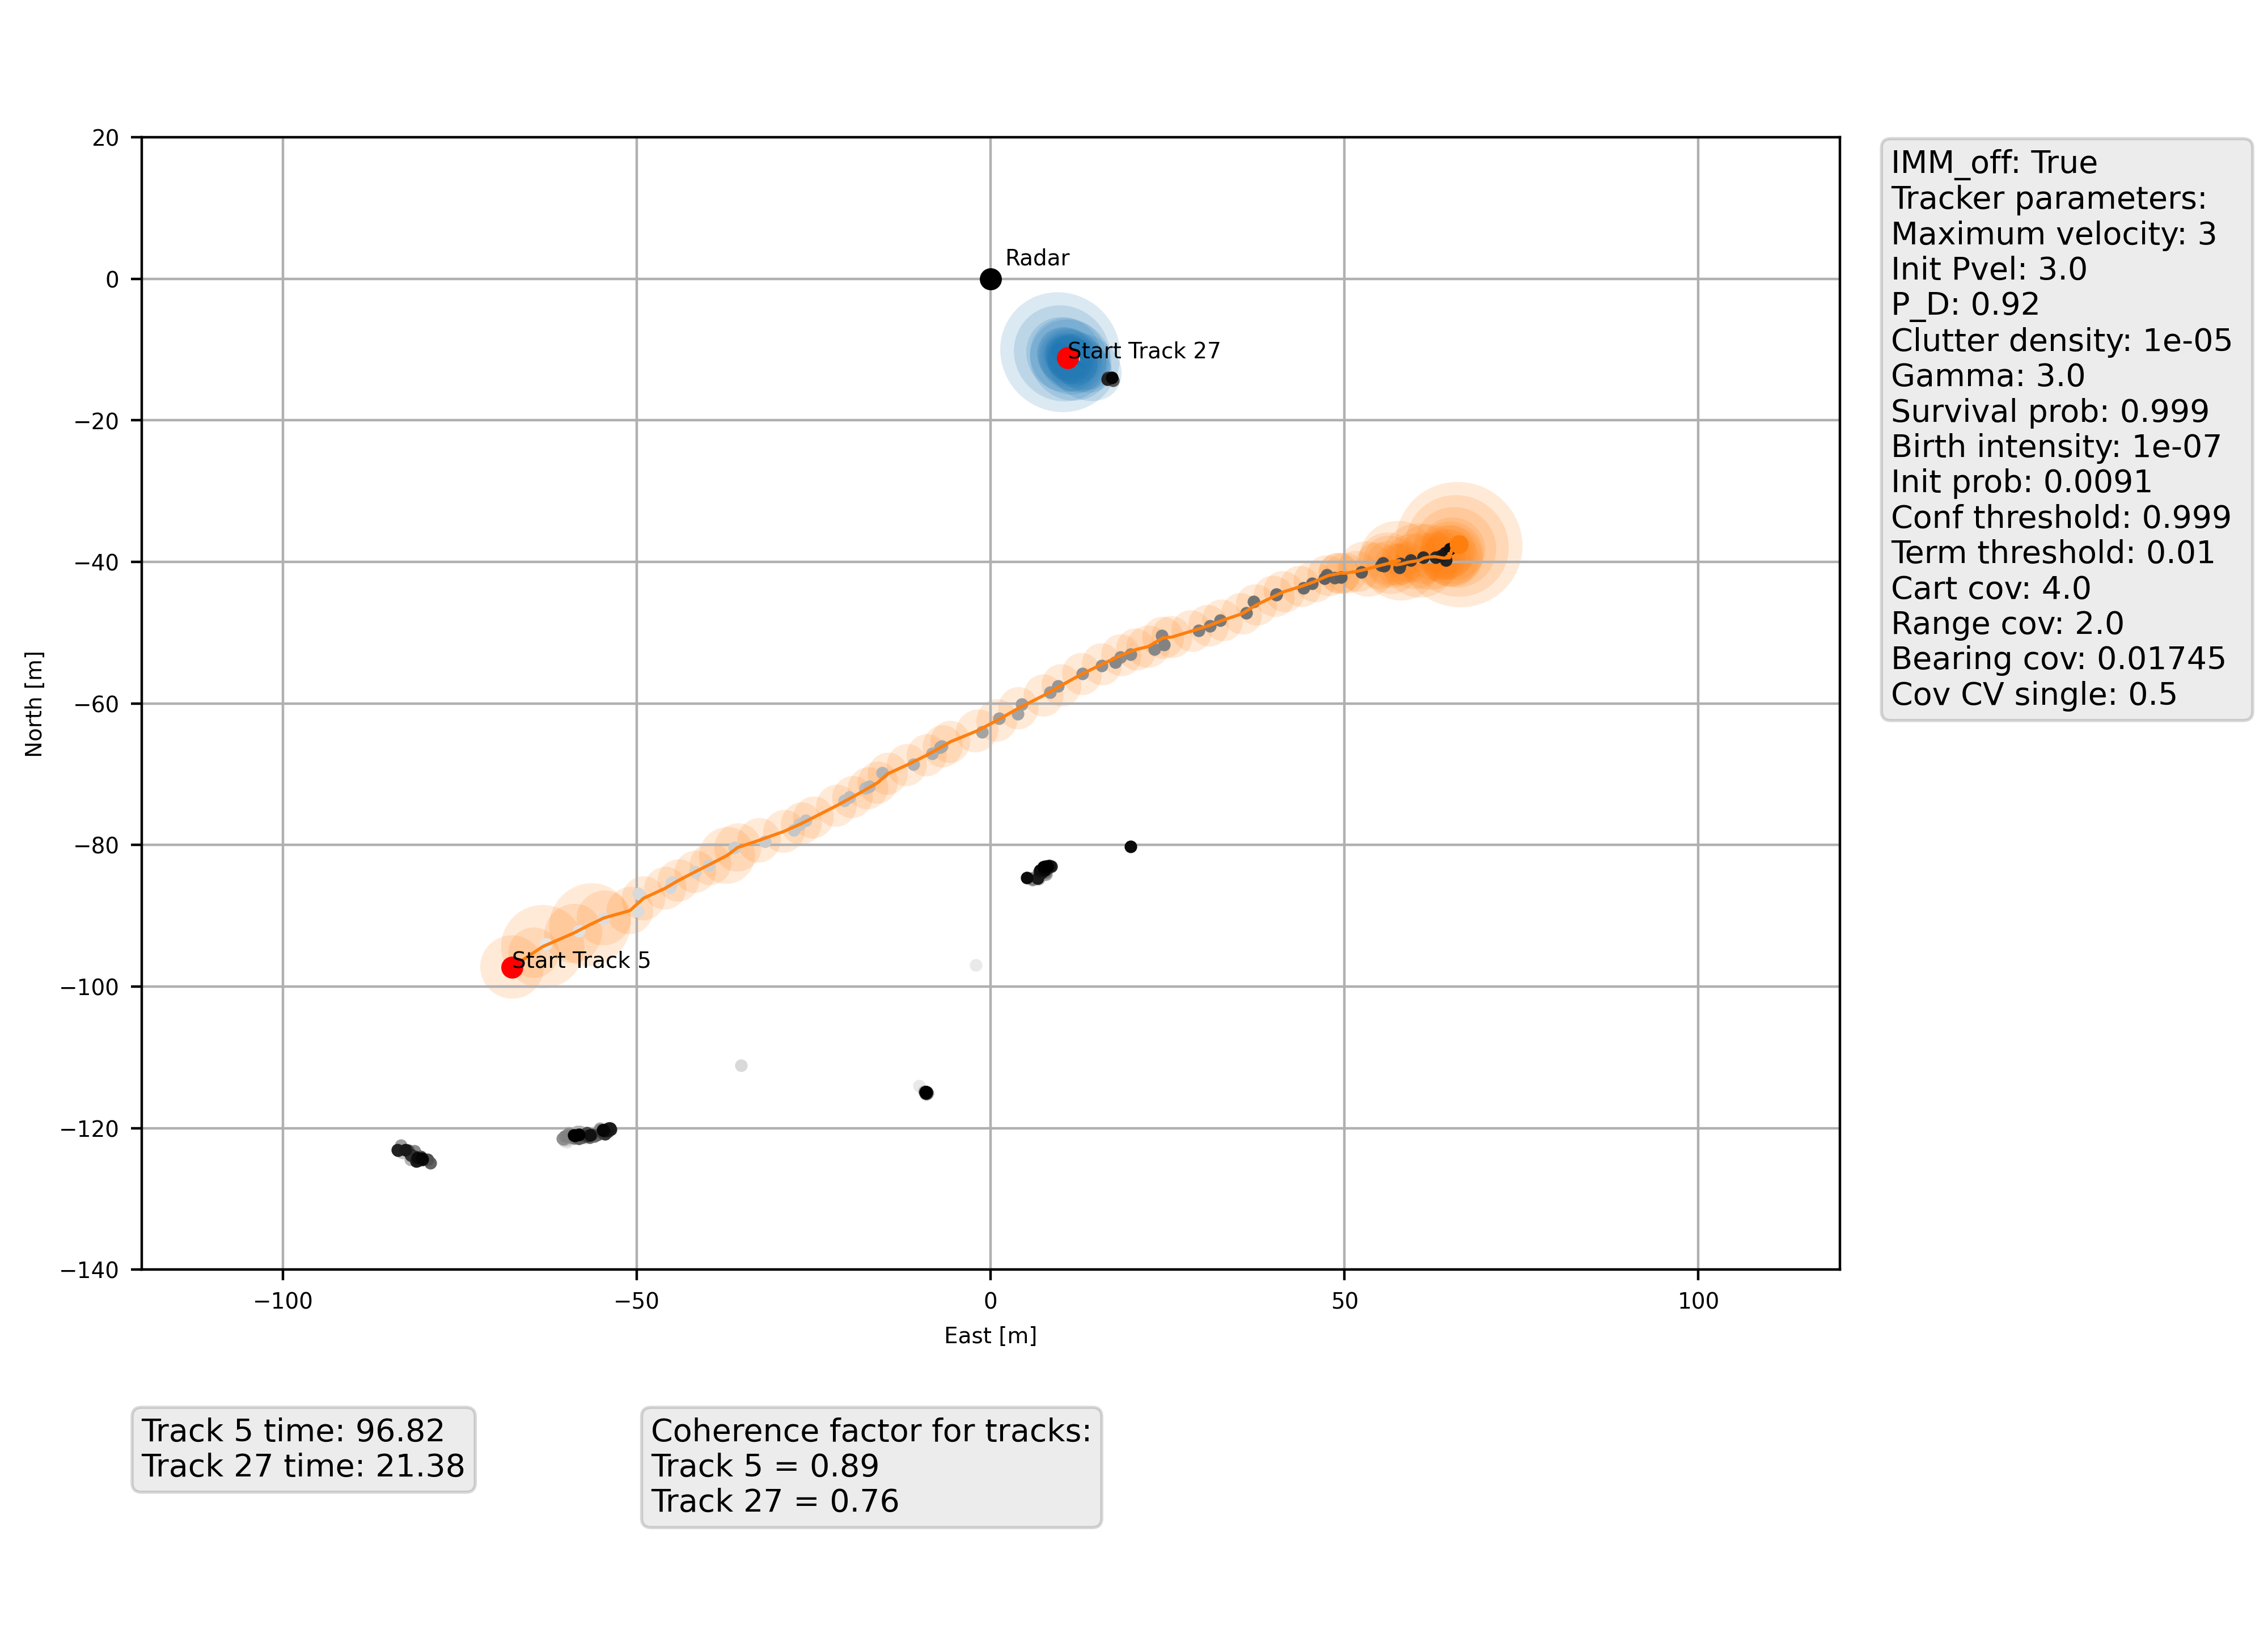 20
0
−20
−40
−60
−80
−100
−120
−140
North [m]
Radar
Start Track 27
Start Track 5
−100
−50
0
50
100
East [m]
IMM_off: True
Tracker parameters:
Maximum velocity: 3
Init Pvel: 3.0
P_D: 0.92
Clutter density: 1e-05
Gamma: 3.0
Survival prob: 0.999
Birth intensity: 1e-07
Init prob: 0.0091
Conf threshold: 0.999
Term threshold: 0.01
Cart cov: 4.0
Range cov: 2.0
Bearing cov: 0.01745
Cov CV single: 0.5
Track 5 time: 96.82
Track 27 time: 21.38
Coherence factor for tracks:
Track 5 = 0.89
Track 27 = 0.76